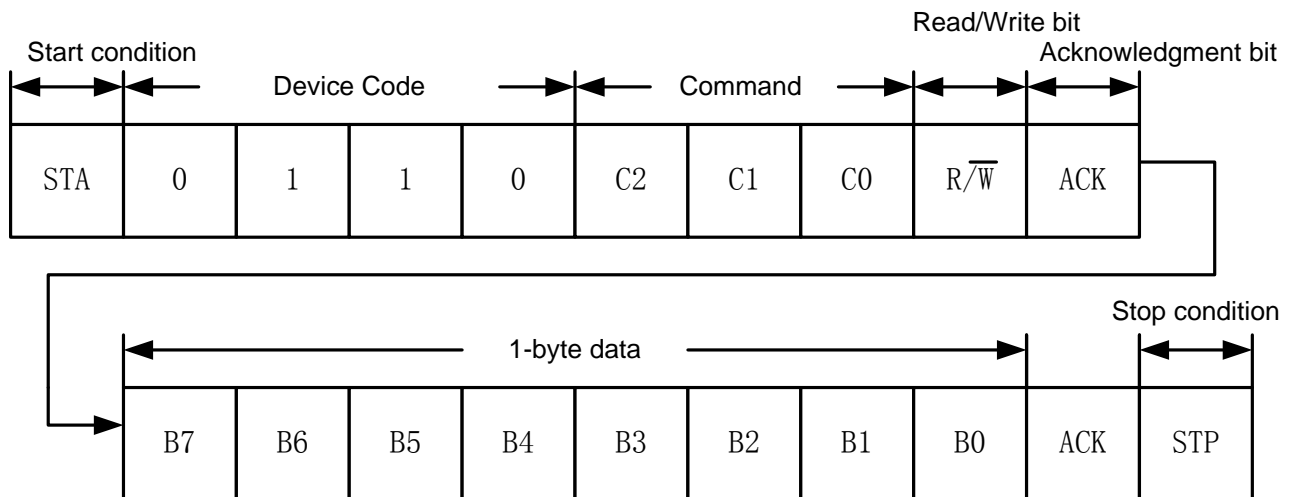 Read/Write bit
Start condition
Acknowledgment bit
Device Code
Command
STA 0 1 1 0 C2 C1 C0 R/W̅ ACK
Stop condition
1-byte data
B7 B6 B5 B4 B3 B2 B1 B0 ACK STP